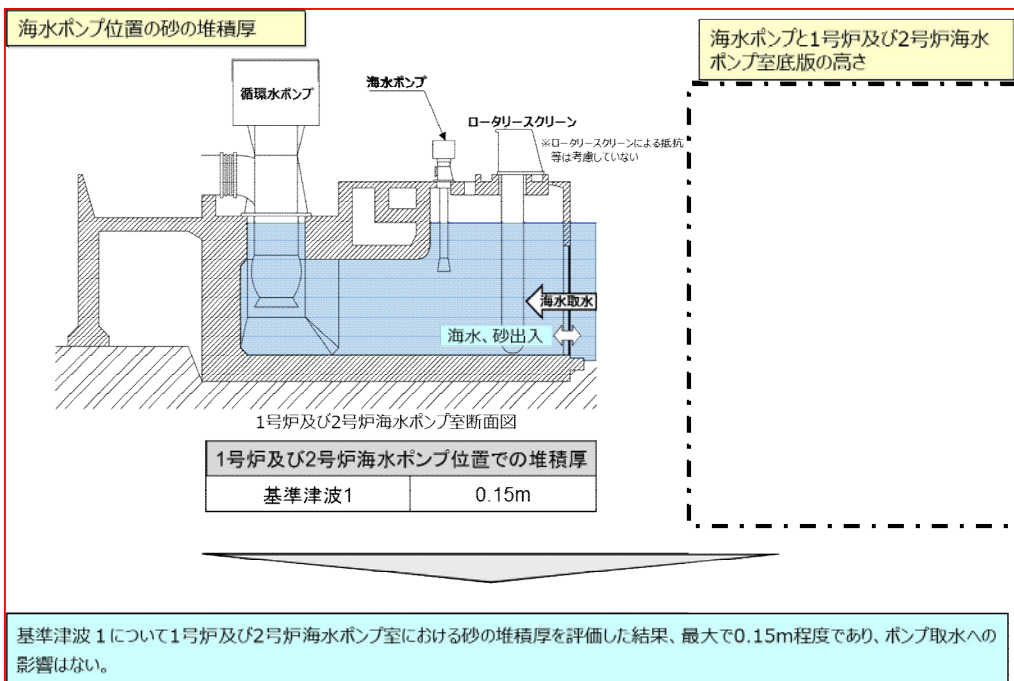 海水ポンプ位置の砂の堆積厚
海水ポンプと1号炉及び2号炉海水
ポンプ室底版の高さ
循環水ポンプ
海水ポンプ
ロータリースクリーン
※ロータリースクリーンによる抵抗
等は考慮していない
海水取水
海水、砂出入
1号炉及び2号炉海水ポンプ室断面図
1号炉及び2号炉海水ポンプ位置での堆積厚
基準津波1 0.15m
基準津波1について1号炉及び2号炉海水ポンプ室における砂の堆積厚を評価した結果、最大で0.15m程度であり、ポンプ取水への
影響はない。